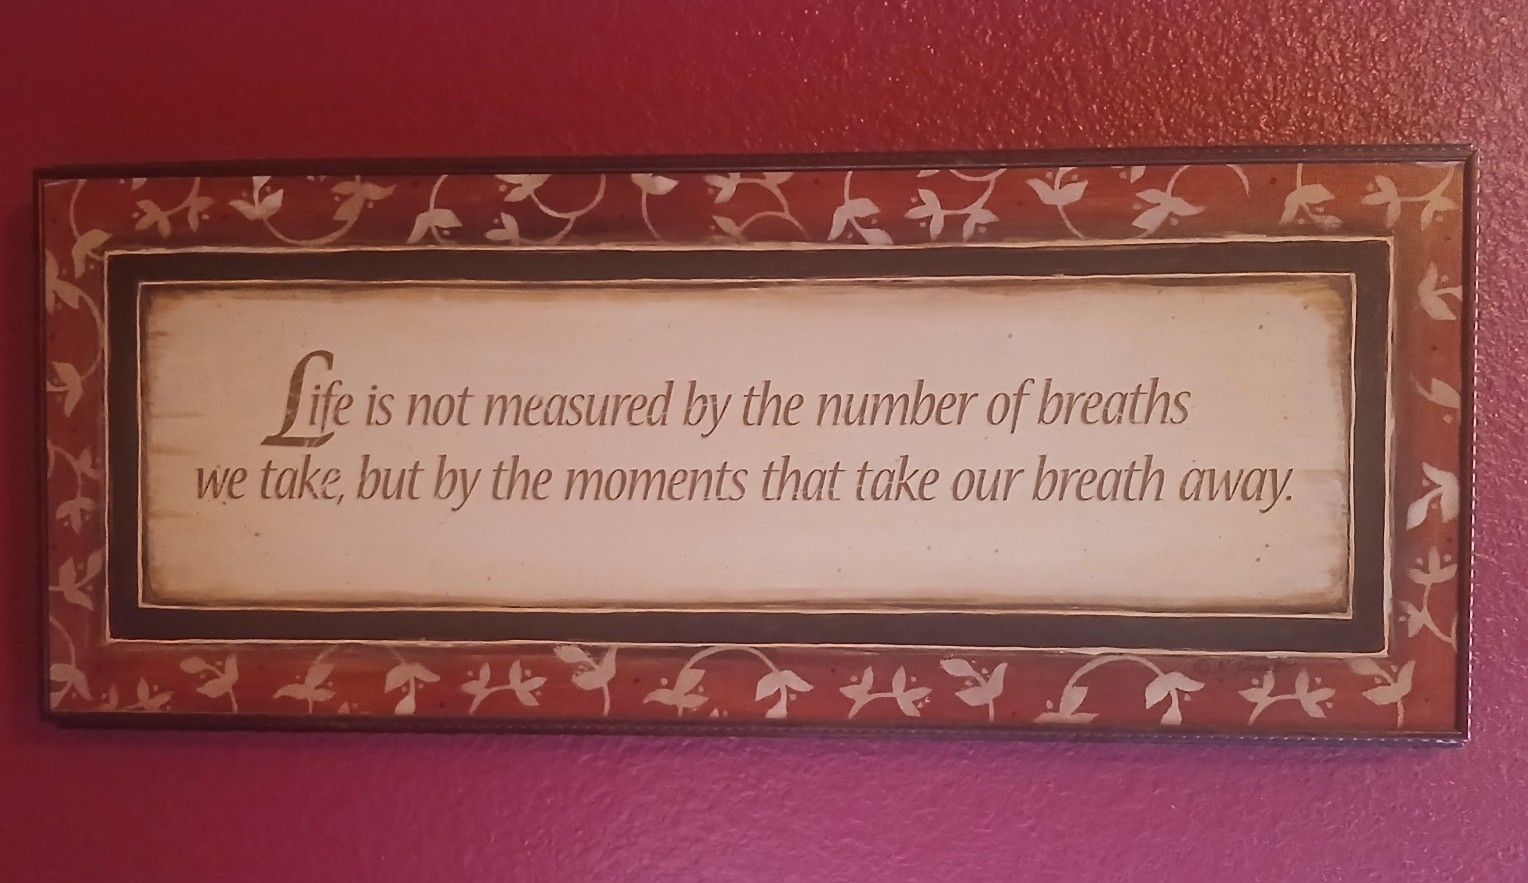 Life is not measured by the number of breaths
we take, but by the moments that take our breath away.